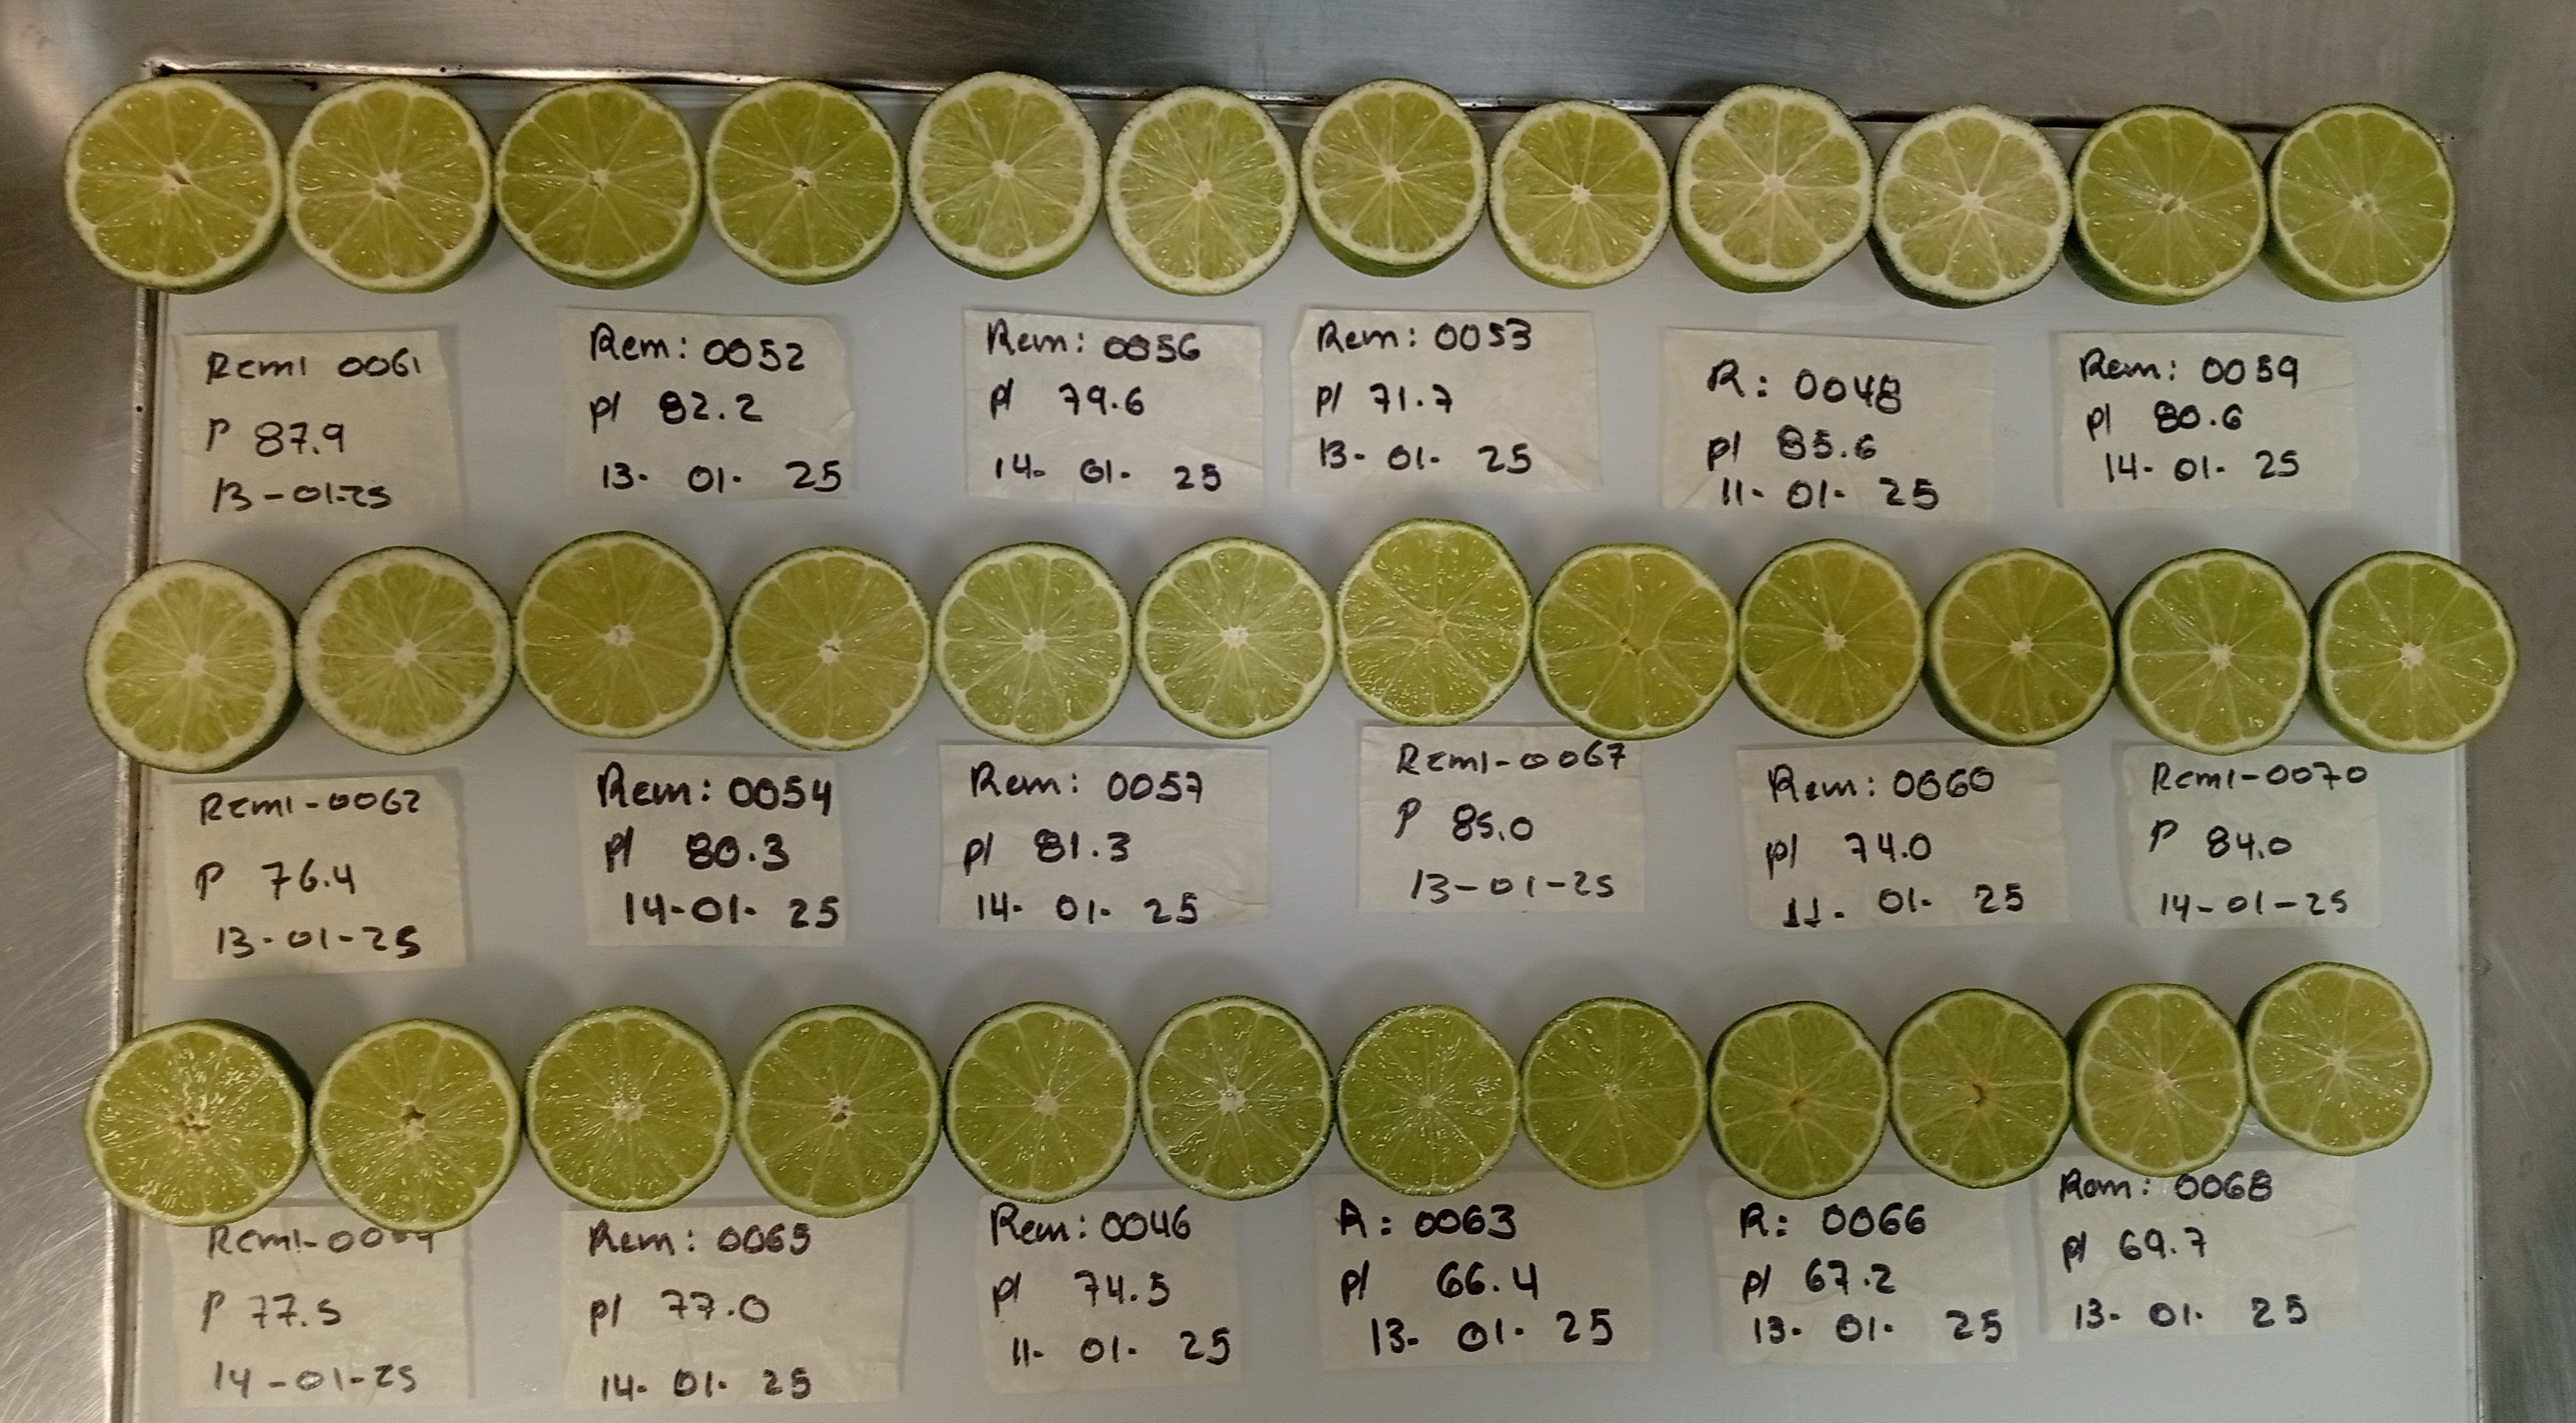 Remi 0061
P 87.9
13-01-25
Rem: 0052
p/ 82.2
13- 01- 25
Rem: 0056
p/ 79.6
14- 01- 25
Rem: 0053
p/ 71.7
13- 01- 25
R: 0048
p/ 85.6
11- 01- 25
Rem: 0059
p/ 80.6
14- 01- 25
Remi-0062
P 76.4
13-01-25
Rem: 0054
p/ 80.3
14-01- 25
Rem: 0057
p/ 81.3
14- 01- 25
Remi-0067
P 85.0
13-01-25
Rem: 0060
p/ 74.0
11- 01- 25
Remi-0070
P 84.0
14-01-25
P 77.5
14-01-25
Rem: 0065
p/ 77.0
14- 01- 25
Rem: 0046
p/ 74.5
11- 01- 25
R: 0063
p/ 66.4
13- 01- 25
R: 0066
p/ 67.2
13- 01- 25
Rem: 0068
p/ 69.7
13- 01- 25